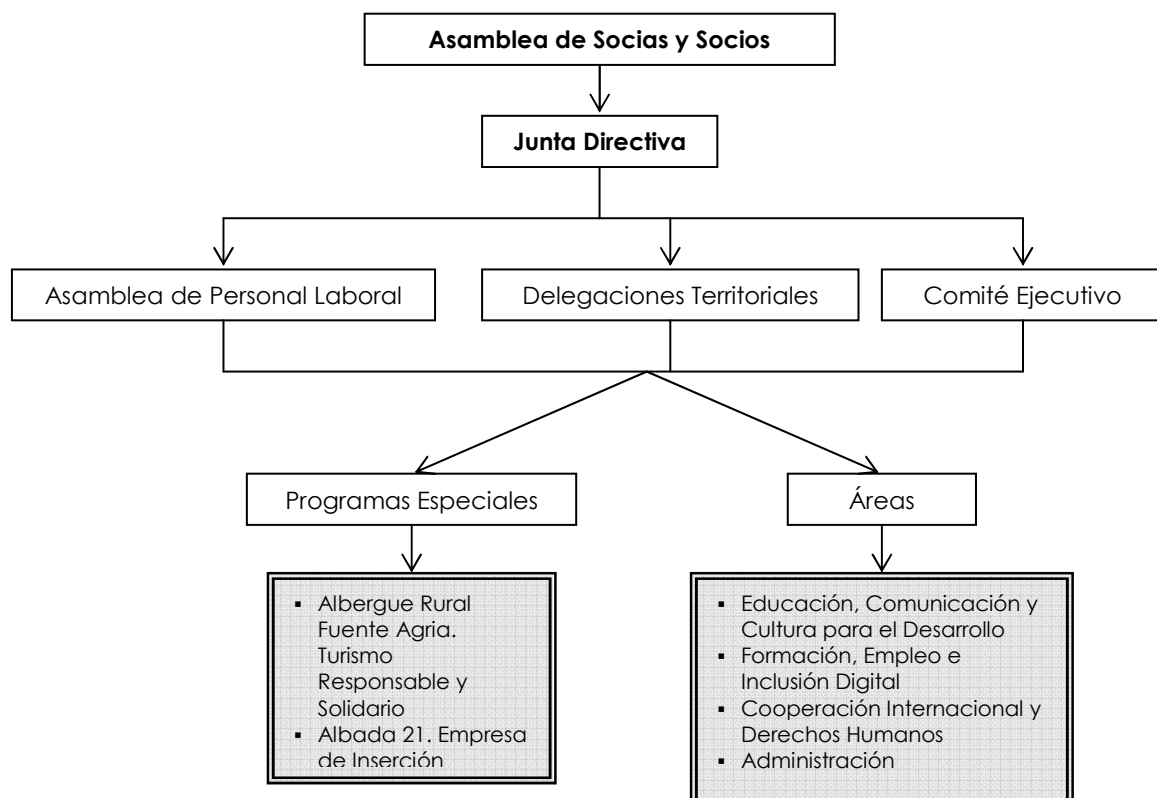 Asamblea de Socias y Socios
Junta Directiva
Asamblea de Personal Laboral
Delegaciones Territoriales
Comité Ejecutivo
Programas Especiales
Áreas
▪ Albergue Rural
Fuente Agria.
Turismo
Responsable y
Solidario
▪ Albada 21. Empresa
de Inserción
▪ Educación, Comunicación y
Cultura para el Desarrollo
▪ Formación, Empleo e
Inclusión Digital
▪ Cooperación Internacional y
Derechos Humanos
▪ Administración